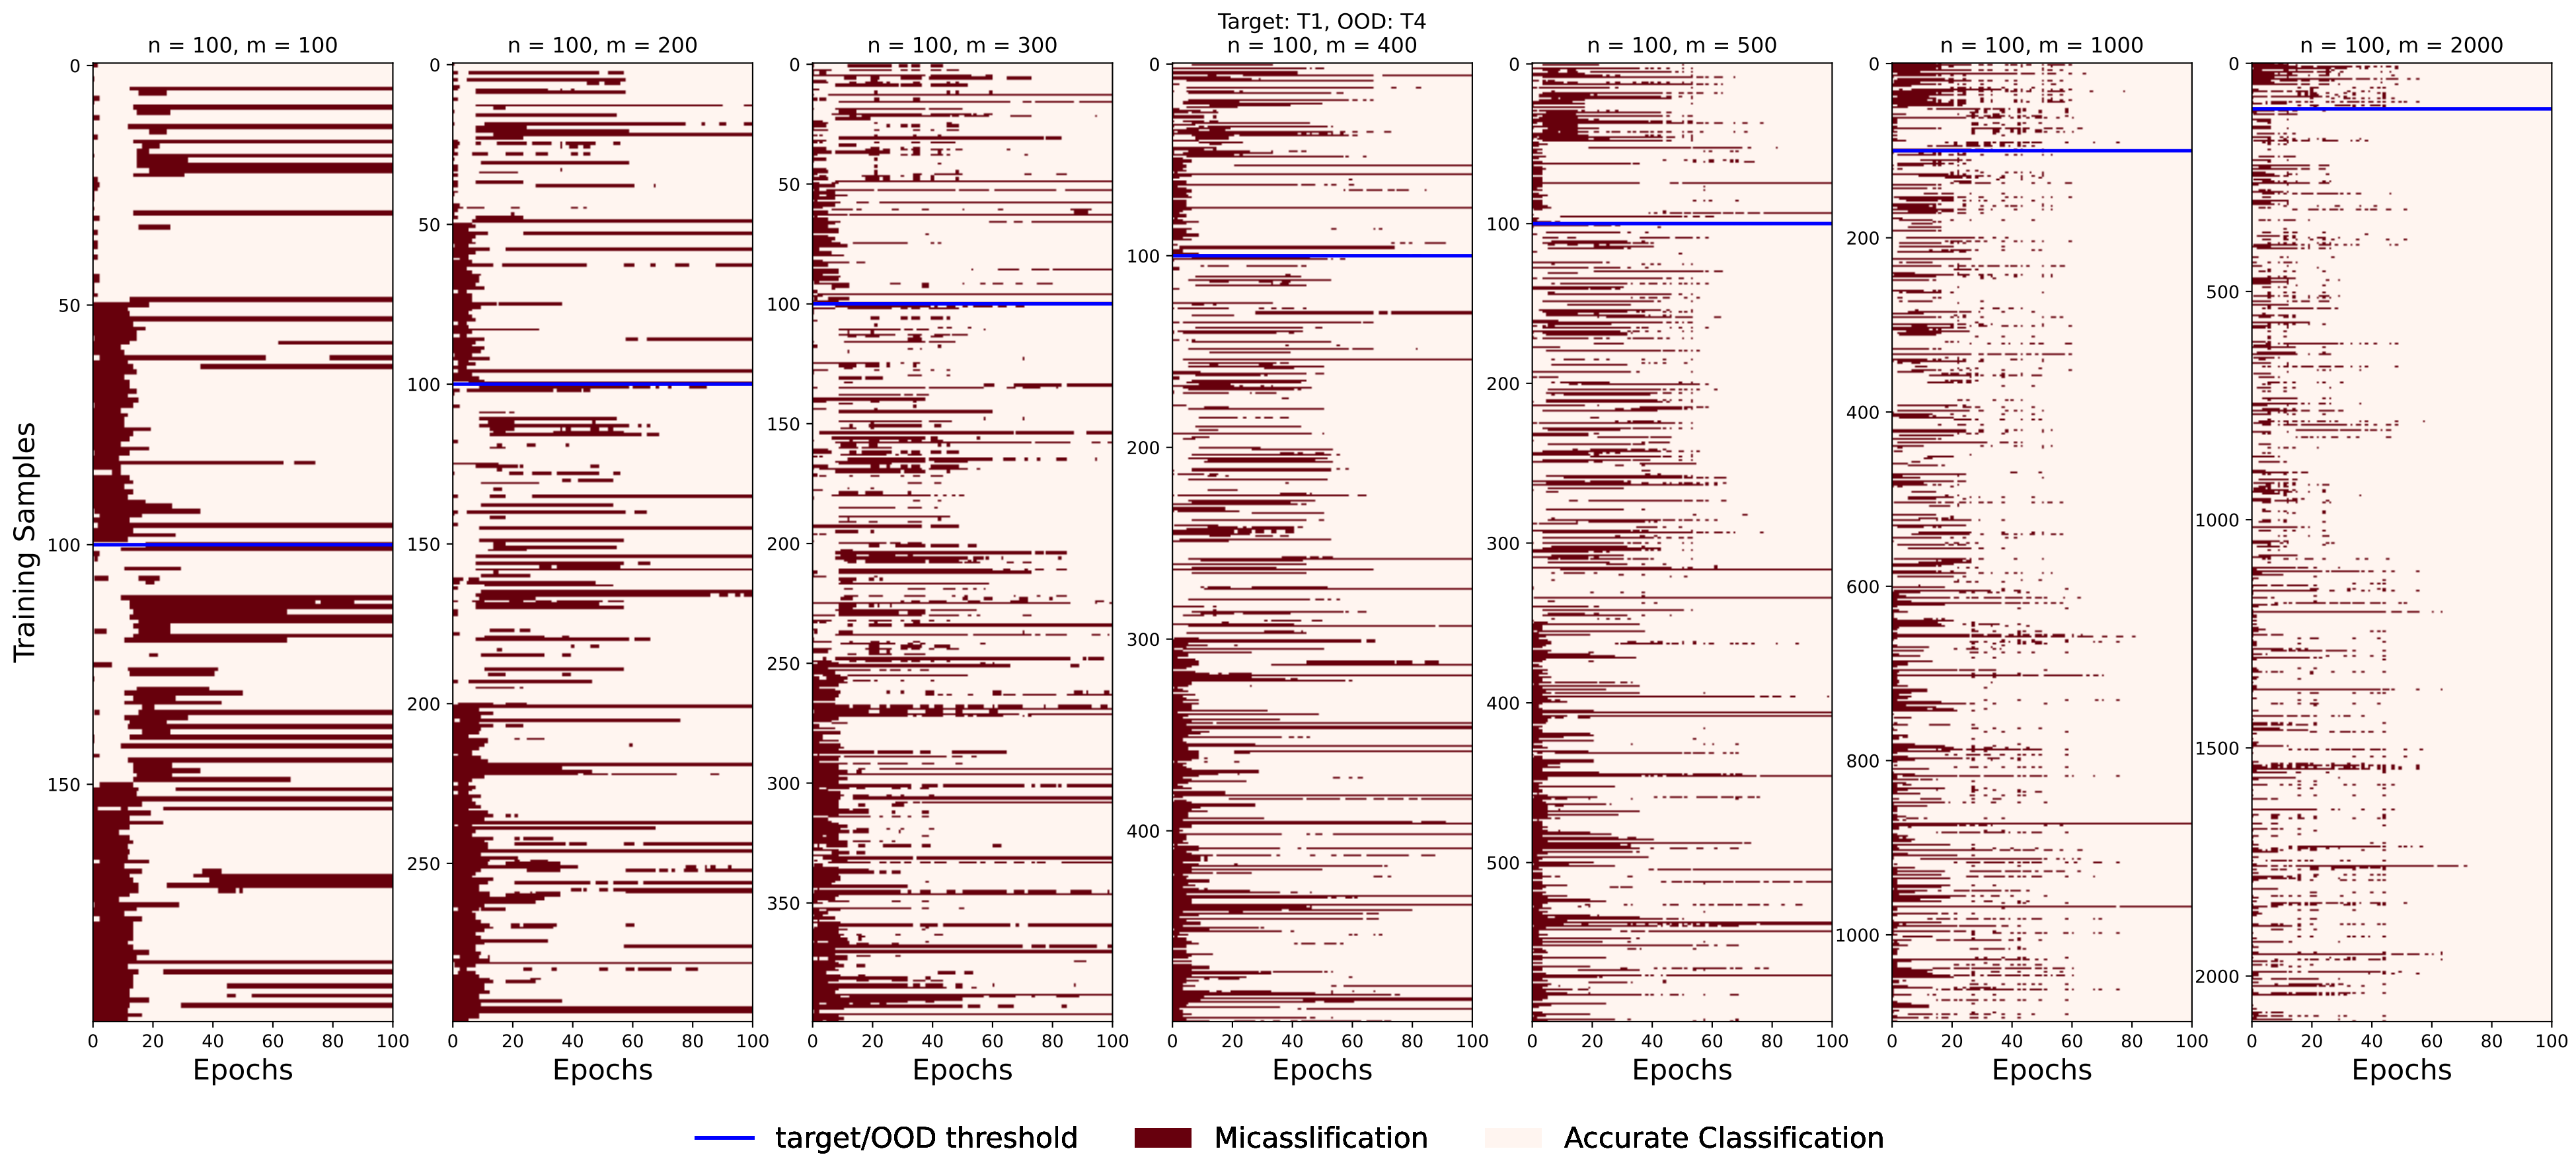 Target: T1, OOD: T4
n = 100, m = 100
n = 100, m = 200
n = 100, m = 300
n = 100, m = 400
n = 100, m = 500
n = 100, m = 1000
n = 100, m = 2000
Training Samples
0
50
100
150
0 20 40 60 80 100
Epochs
0
50
100
150
200
250
0 20 40 60 80 100
Epochs
0
50
100
150
200
250
300
350
0 20 40 60 80 100
Epochs
0
100
200
300
400
0 20 40 60 80 100
Epochs
0
100
200
300
400
500
0 20 40 60 80 100
Epochs
0
200
400
600
800
1000
0 20 40 60 80 100
Epochs
0
500
1000
1500
2000
0 20 40 60 80 100
Epochs
target/OOD threshold
Micasslification
Accurate Classification